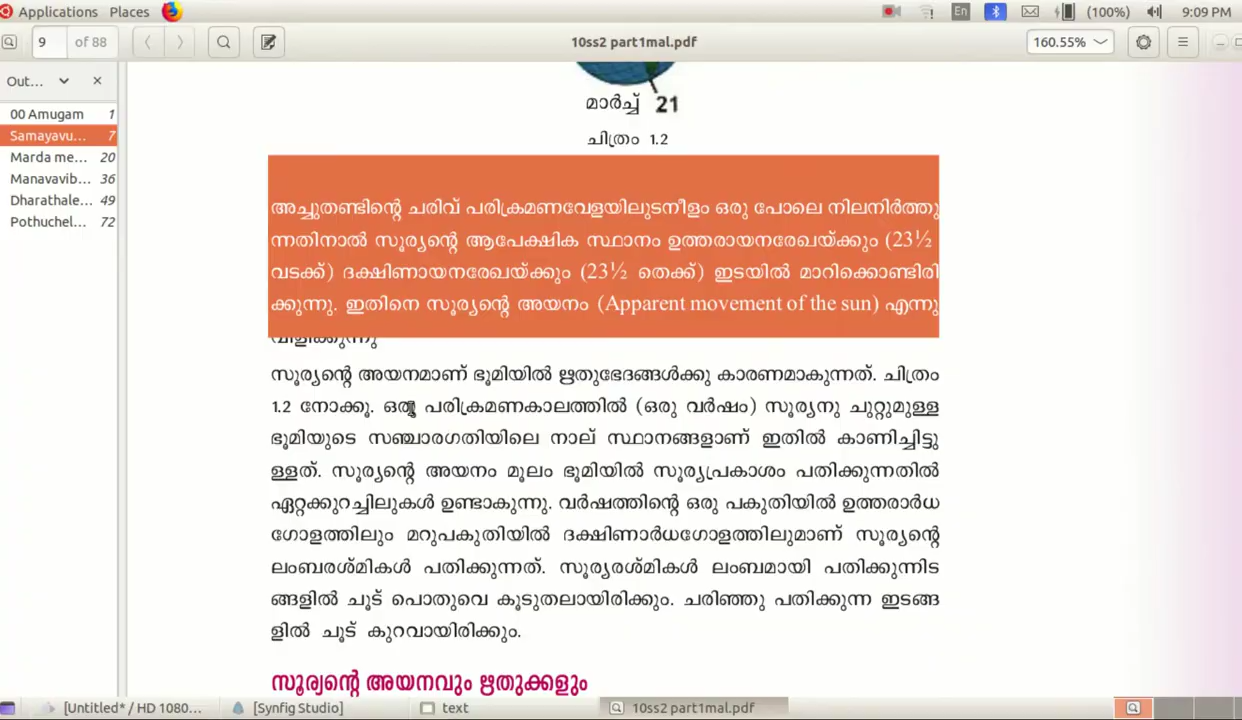 Applications Places En (100%) 9:09 PM
9 of 88 10ss2 part1mal.pdf 160.55%
Out...
00 Amugam 1
Samayavu... 7
Marda me... 20
Manavavib... 36
Dharathale... 49
Pothuchel... 72
മാർച്ച് 21
ചിത്രം 1.2
അച്ചുതണ്ടിന്റെ ചരിവ് പരിക്രമണവേളയിലുടനീളം ഒരു പോലെ നിലനിർത്തു
ന്നതിനാൽ സൂര്യന്റെ ആപേക്ഷിക സ്ഥാനം ഉത്തരായനരേഖയ്ക്കും (23½
വടക്ക്) ദക്ഷിണായനരേഖയ്ക്കും (23½ തെക്ക്) ഇടയിൽ മാറിക്കൊണ്ടിരി
ക്കുന്നു. ഇതിനെ സൂര്യന്റെ അയനം (Apparent movement of the sun) എന്നു
വിളിക്കുന്നു
സൂര്യന്റെ അയനമാണ് ഭൂമിയിൽ ഋതുഭേദങ്ങൾക്കു കാരണമാകുന്നത്. ചിത്രം
1.2 നോക്കൂ. പരിക്രമണകാലത്തിൽ (ഒരു വർഷം) സൂര്യനു ചുറ്റുമുള്ള
ഭൂമിയുടെ സഞ്ചാരഗതിയിലെ നാല് സ്ഥാനങ്ങളാണ് ഇതിൽ കാണിച്ചിട്ടു
ള്ളത്. സൂര്യന്റെ അയനം മൂലം ഭൂമിയിൽ സൂര്യപ്രകാശം പതിക്കുന്നതിൽ
ഏറ്റക്കുറച്ചിലുകൾ ഉണ്ടാകുന്നു. വർഷത്തിന്റെ ഒരു പകുതിയിൽ ഉത്തരാർധ
ഗോളത്തിലും മറുപകുതിയിൽ ദക്ഷിണാർധഗോളത്തിലുമാണ് സൂര്യന്റെ
ലംബരശ്മികൾ പതിക്കുന്നത്. സൂര്യരശ്മികൾ ലംബമായി പതിക്കുന്നിട
ങ്ങളിൽ ചൂട് പൊതുവെ കൂടുതലായിരിക്കും. ചരിഞ്ഞു പതിക്കുന്ന ഇടങ്ങ
ളിൽ ചൂട് കുറവായിരിക്കും.
സൂര്യന്റെ അയനവും ഋതുക്കളും
[Untitled* / HD 1080... [Synfig Studio] text 10ss2 part1mal.pdf